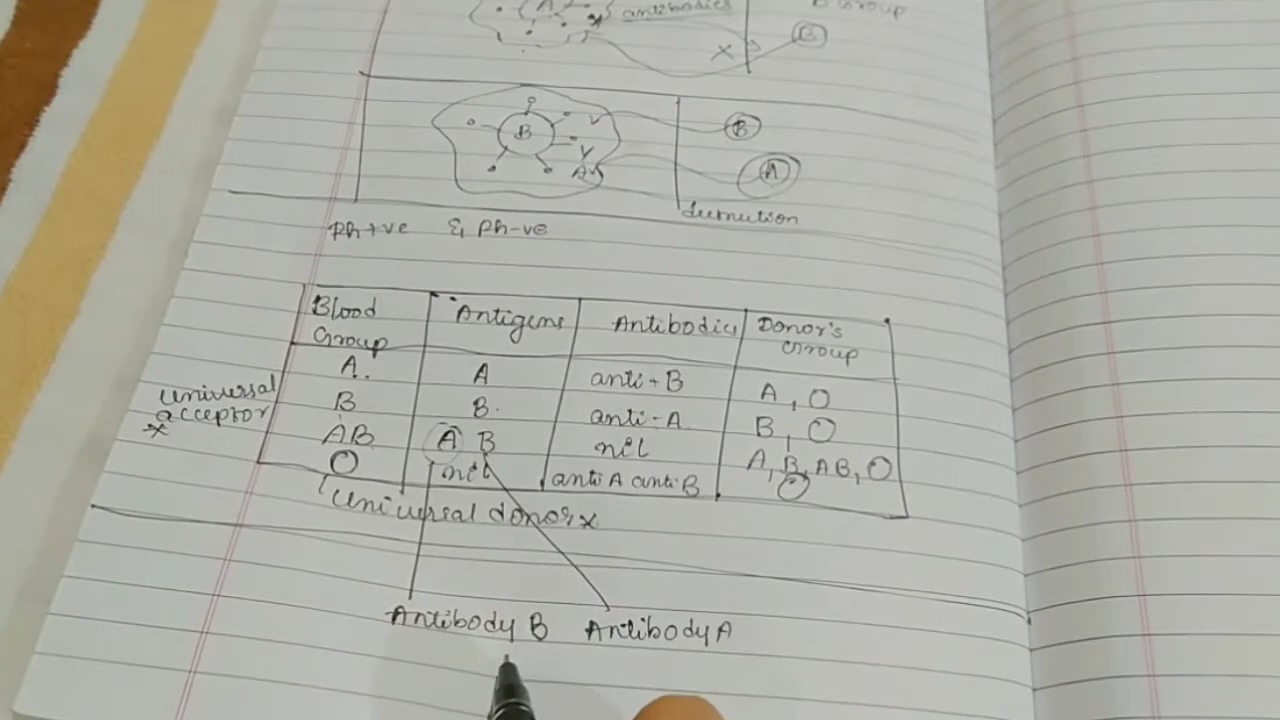 A antibodies B Group
X B
B B
A A
Rh+ve & Rh-ve
Blood Group Antigens Antibodies Donor's Group
A. A anti-B A, O
B B. anti-A B, O
universal acceptor * AB A B nil A, B, AB, O
O nil antiA anti-B O
universal donor x
Antibody B Antibody A